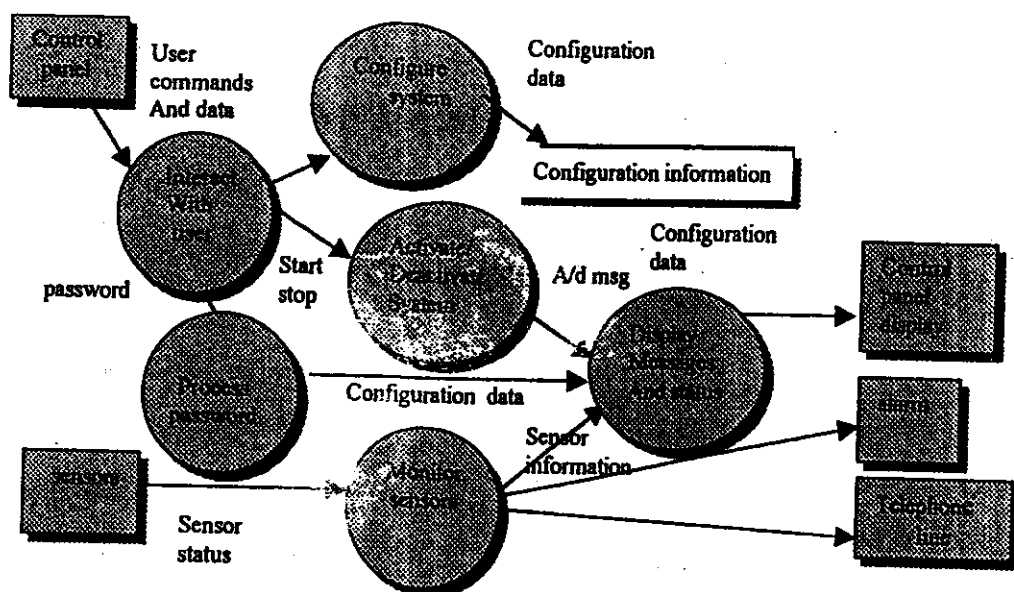 Control
panel
User
commands
And data
Configure
system
Configuration
data
Interact
With
user
Configuration information
Start
stop
password
Activate/
Deactivate
System
A/d msg
Configuration
data
Control
panel
display
Display
Messages
And status
Process
password
Configuration data
alarm
sensors
Sensor
status
Monitor
sensors
Sensor
information
Telephone
line